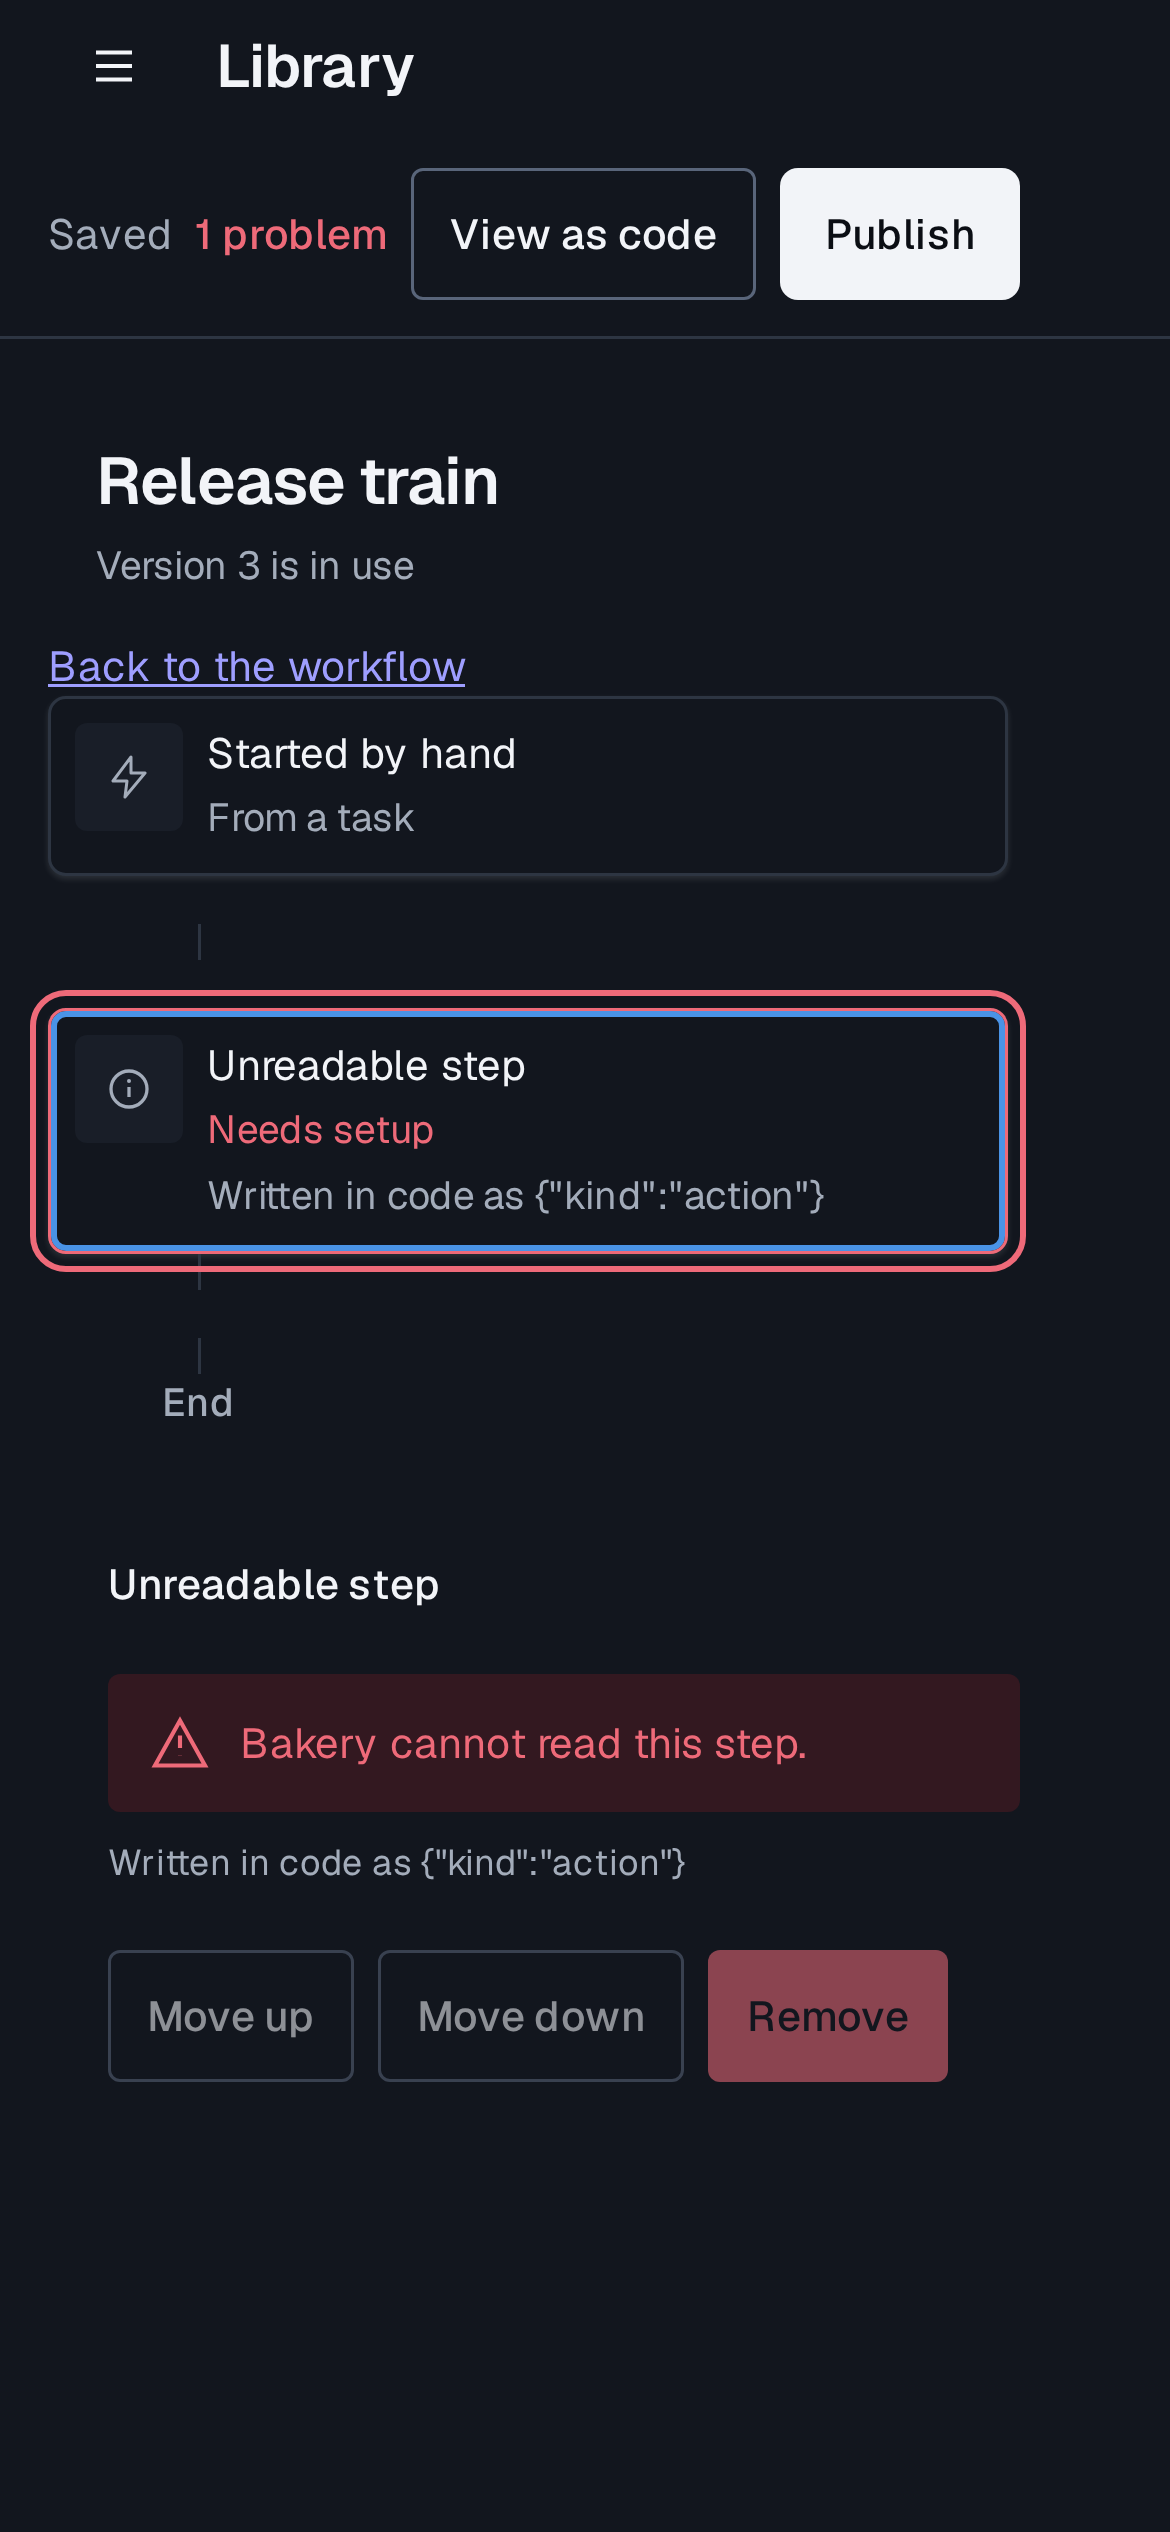 Library
Saved 1 problem View as code Publish
Release train
Version 3 is in use
Back to the workflow
Started by hand
From a task
Unreadable step
Needs setup
Written in code as {"kind":"action"}
End
Unreadable step
Bakery cannot read this step.
Written in code as {"kind":"action"}
Move up Move down Remove